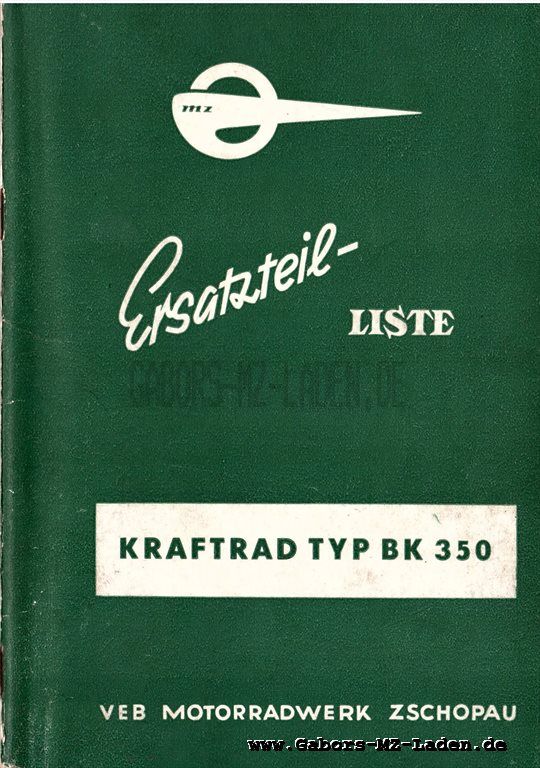 mz
Ersatzteil-
LISTE
GABORS-MZ-LADEN.DE
KRAFTRAD TYP BK 350
VEB MOTORRADWERK ZSCHOPAU
www.Gabors-MZ-Laden.de